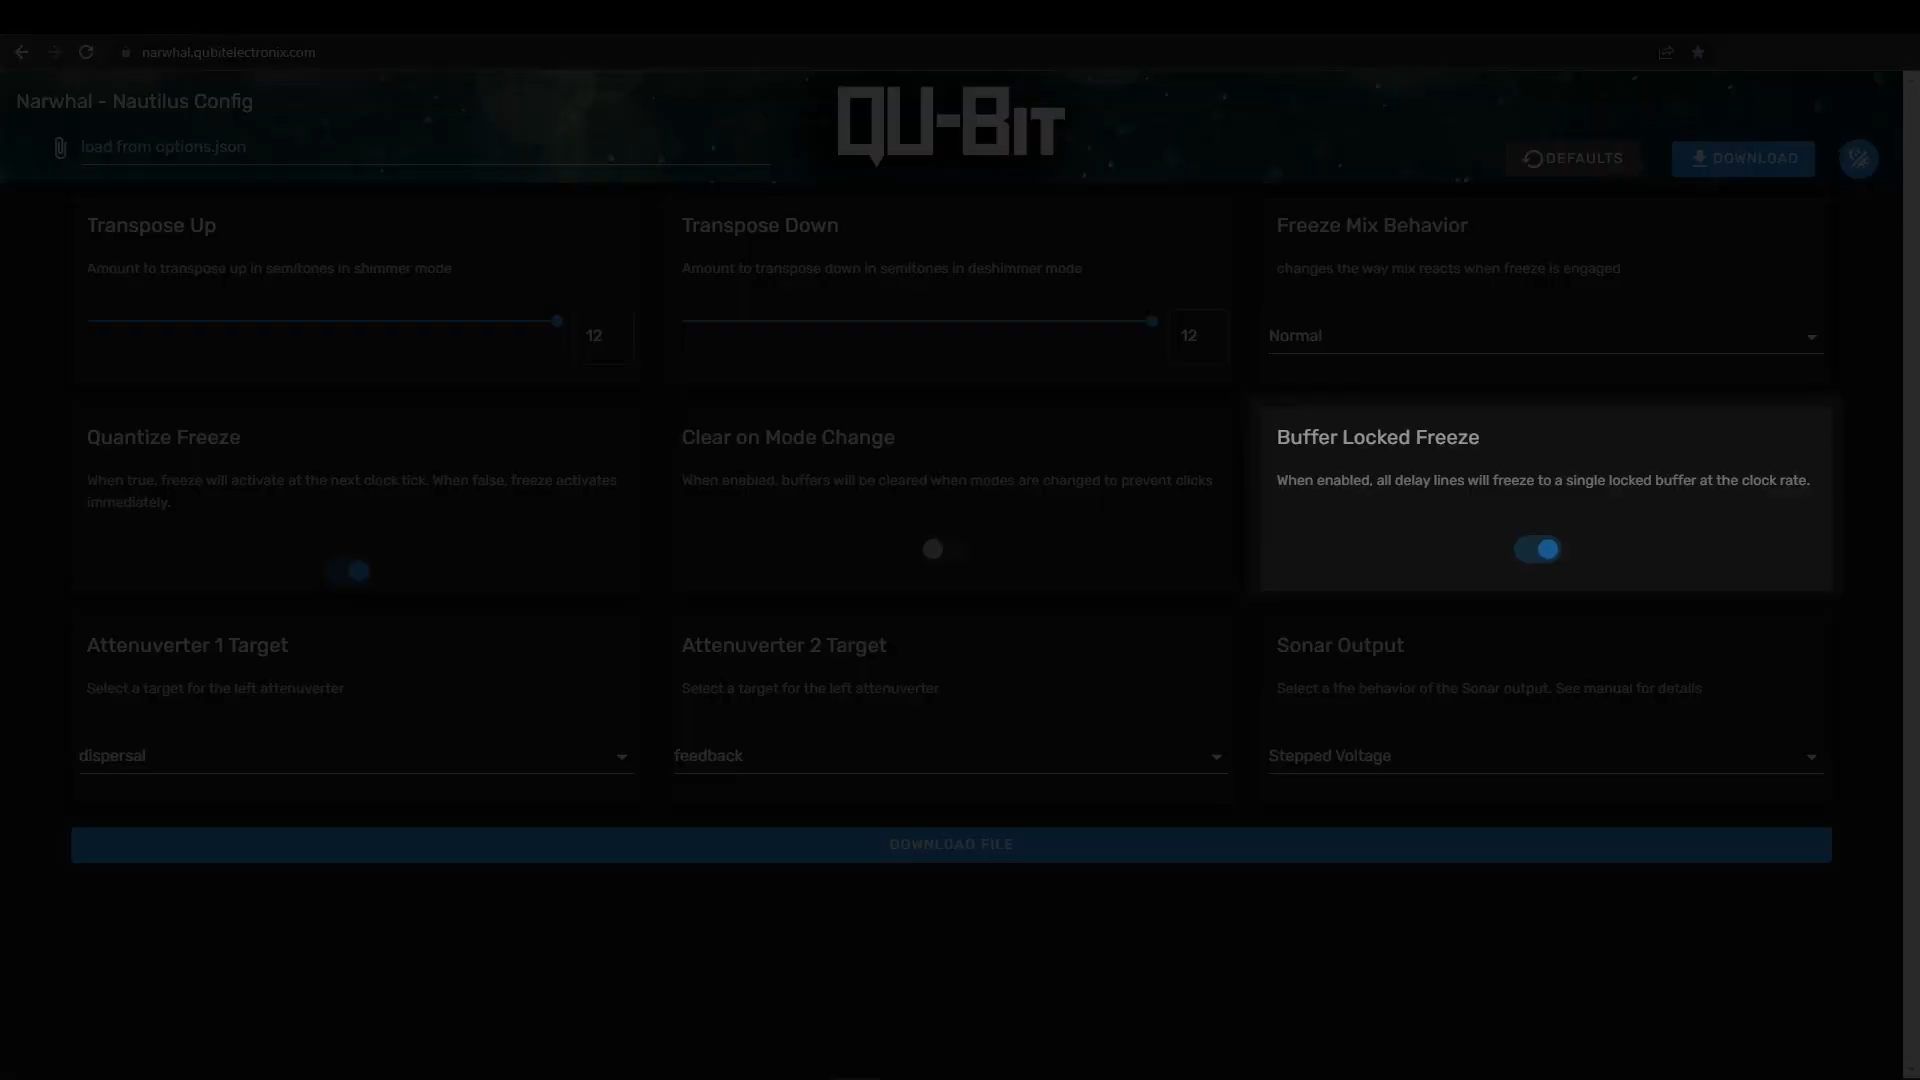 narwhal.qubitelectronix.com
Narwhal - Nautilus Config
QU-BIT
load from options.json
DEFAULTS
DOWNLOAD
Transpose Up
Amount to transpose up in semitones in shimmer mode
12
Transpose Down
Amount to transpose down in semitones in deshimmer mode
12
Freeze Mix Behavior
changes the way mix reacts when freeze is engaged
Normal
Quantize Freeze
When true, freeze will activate at the next clock tick. When false, freeze activates
immediately.
Clear on Mode Change
When enabled, buffers will be cleared when modes are changed to prevent clicks
Buffer Locked Freeze
When enabled, all delay lines will freeze to a single locked buffer at the clock rate.
Attenuverter 1 Target
Select a target for the left attenuverter
dispersal
Attenuverter 2 Target
Select a target for the left attenuverter
feedback
Sonar Output
Select a the behavior of the Sonar output. See manual for details
Stepped Voltage
DOWNLOAD FILE